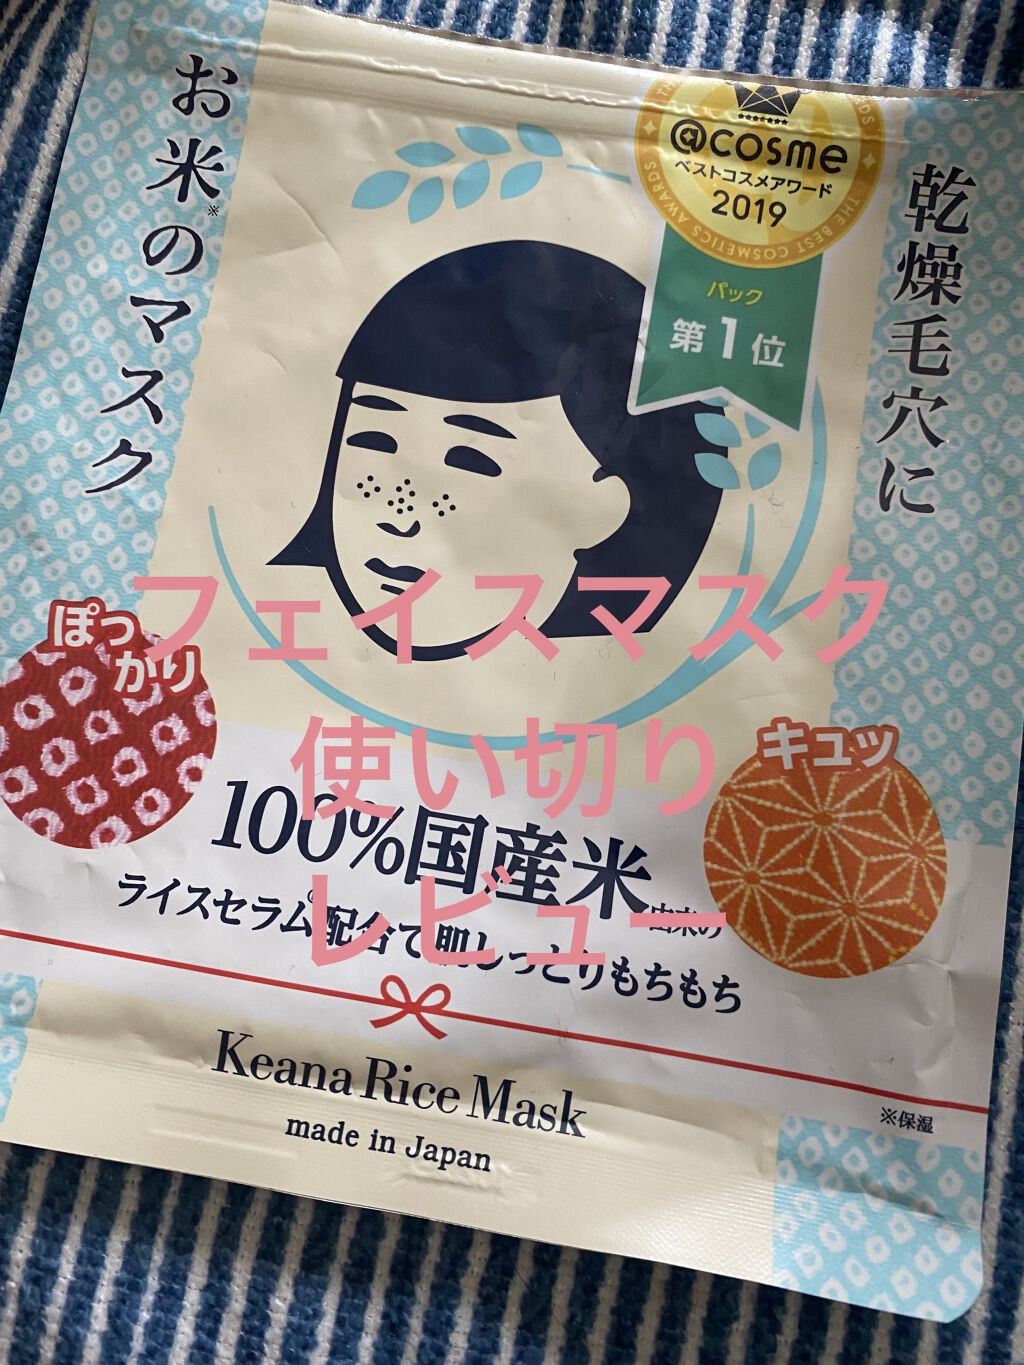 お米※のマスク
@cosme
ベストコスメアワード
2019
THE BEST COSMETICS AWARDS
パック
第1位
乾燥毛穴に
ぽっ
かり
キュッ
フェイスマスク
使い切り
レビュー
100%国産米由来の
ライスセラム®配合で肌しっとりもちもち
Keana Rice Mask
made in Japan
※保湿